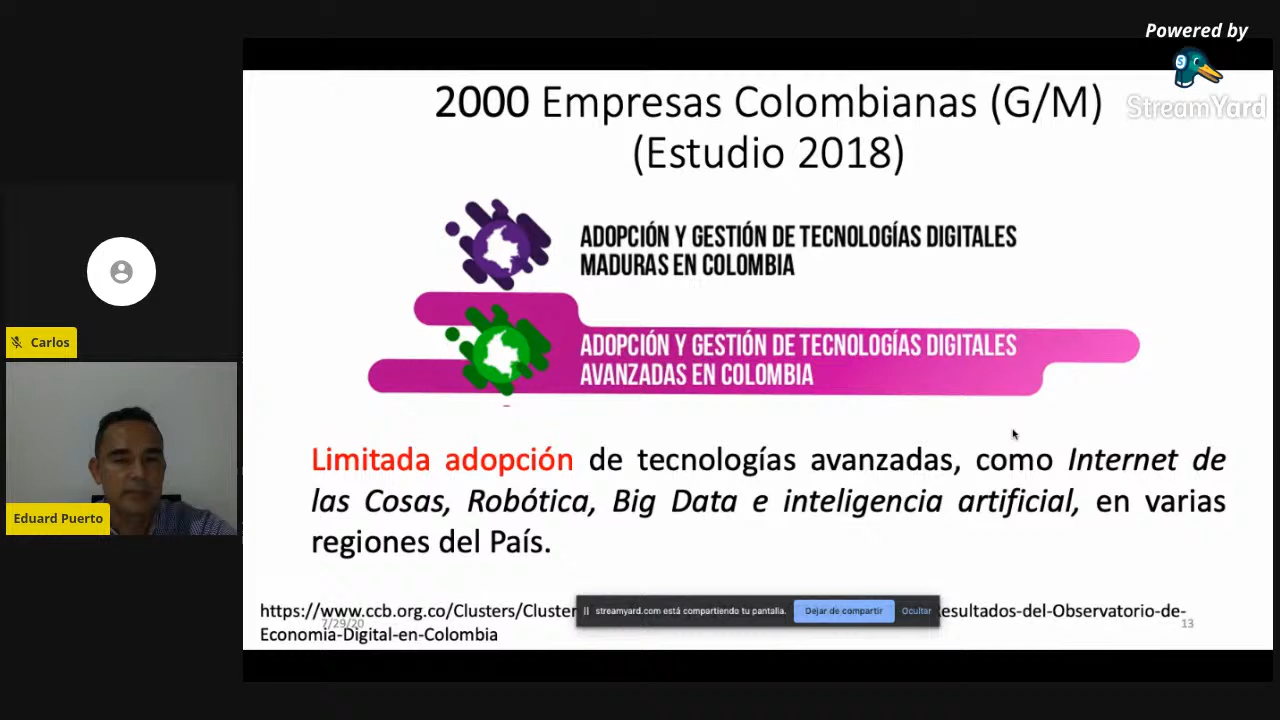 Powered by
StreamYard
2000 Empresas Colombianas (G/M)
(Estudio 2018)
ADOPCIÓN Y GESTIÓN DE TECNOLOGÍAS DIGITALES
MADURAS EN COLOMBIA
ADOPCIÓN Y GESTIÓN DE TECNOLOGÍAS DIGITALES
AVANZADAS EN COLOMBIA
Carlos
Limitada adopción de tecnologías avanzadas, como Internet de
las Cosas, Robótica, Big Data e inteligencia artificial, en varias
regiones del País.
Eduard Puerto
https://www.ccb.org.co/Clusters/Cluster
streamyard.com está compartiendo tu pantalla.
Dejar de compartir
Ocultar
esultados-del-Observatorio-de-
Economia-Digital-en-Colombia
7/29/20
13